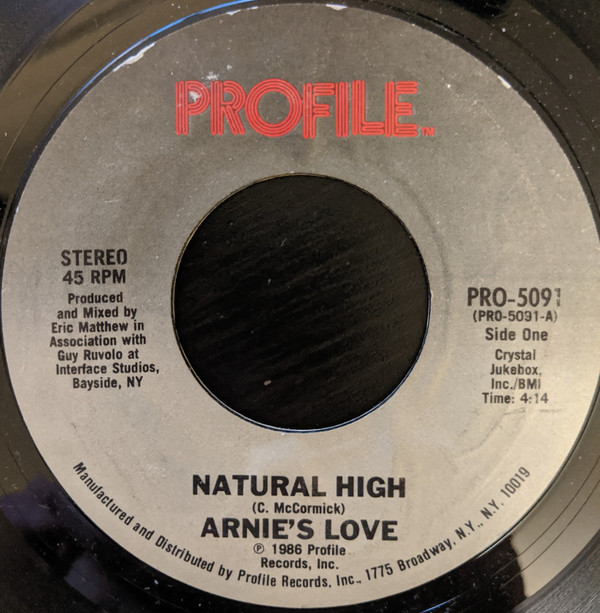 PROFILE™
STEREO
45 RPM
Produced
and Mixed by
Eric Matthew in
Association with
Guy Ruvolo at
Interface Studios,
Bayside, NY
PRO-5091
(PRO-5091-A)
Side One
Crystal
Jukebox,
Inc./BMI
Time: 4:14
NATURAL HIGH
(C. McCormick)
ARNIE'S LOVE
℗ 1986 Profile
Records, Inc.
Manufactured and Distributed by Profile Records, Inc., 1775 Broadway, N.Y., N.Y. 10019